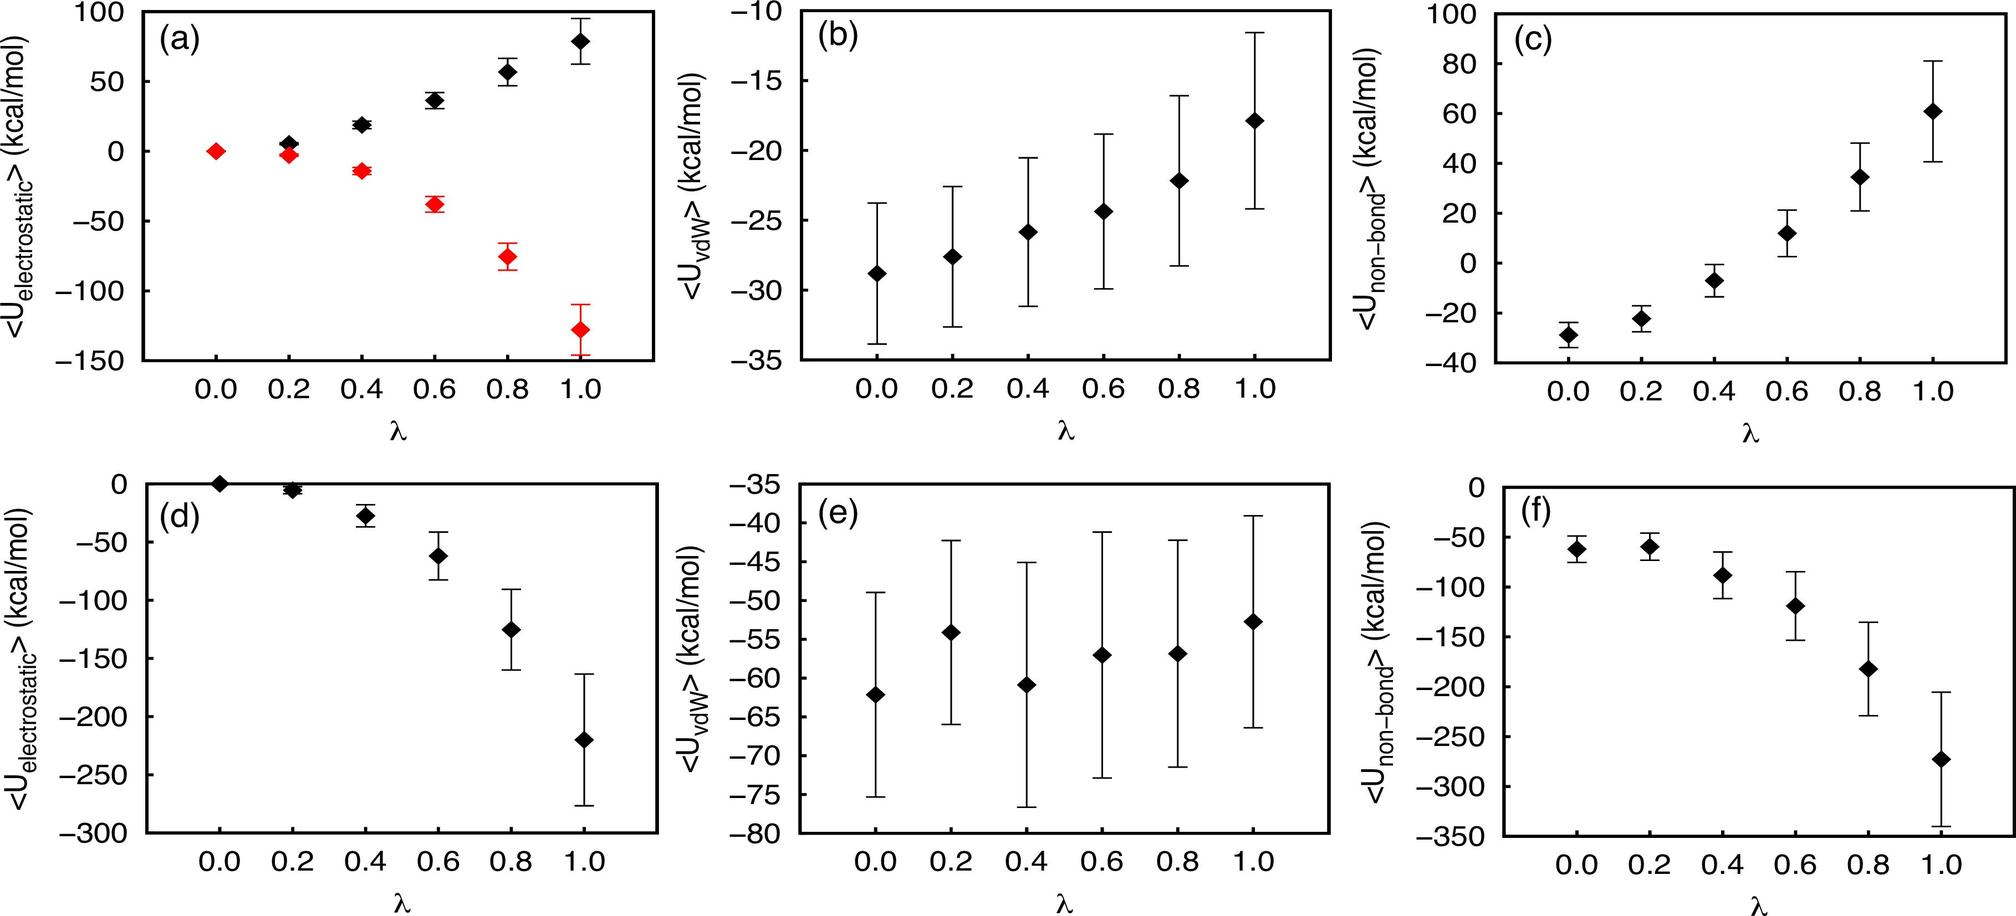 (a)
<U_electrostatic> (kcal/mol)
100
50
0
−50
−100
−150
0.0 0.2 0.4 0.6 0.8 1.0
λ
(b)
<U_vdW> (kcal/mol)
−10
−15
−20
−25
−30
−35
0.0 0.2 0.4 0.6 0.8 1.0
λ
(c)
<U_non−bond> (kcal/mol)
100
80
60
40
20
0
−20
−40
0.0 0.2 0.4 0.6 0.8 1.0
λ
(d)
<U_electrostatic> (kcal/mol)
0
−50
−100
−150
−200
−250
−300
0.0 0.2 0.4 0.6 0.8 1.0
λ
(e)
<U_vdW> (kcal/mol)
−35
−40
−45
−50
−55
−60
−65
−70
−75
−80
0.0 0.2 0.4 0.6 0.8 1.0
λ
(f)
<U_non−bond> (kcal/mol)
0
−50
−100
−150
−200
−250
−300
−350
0.0 0.2 0.4 0.6 0.8 1.0
λ